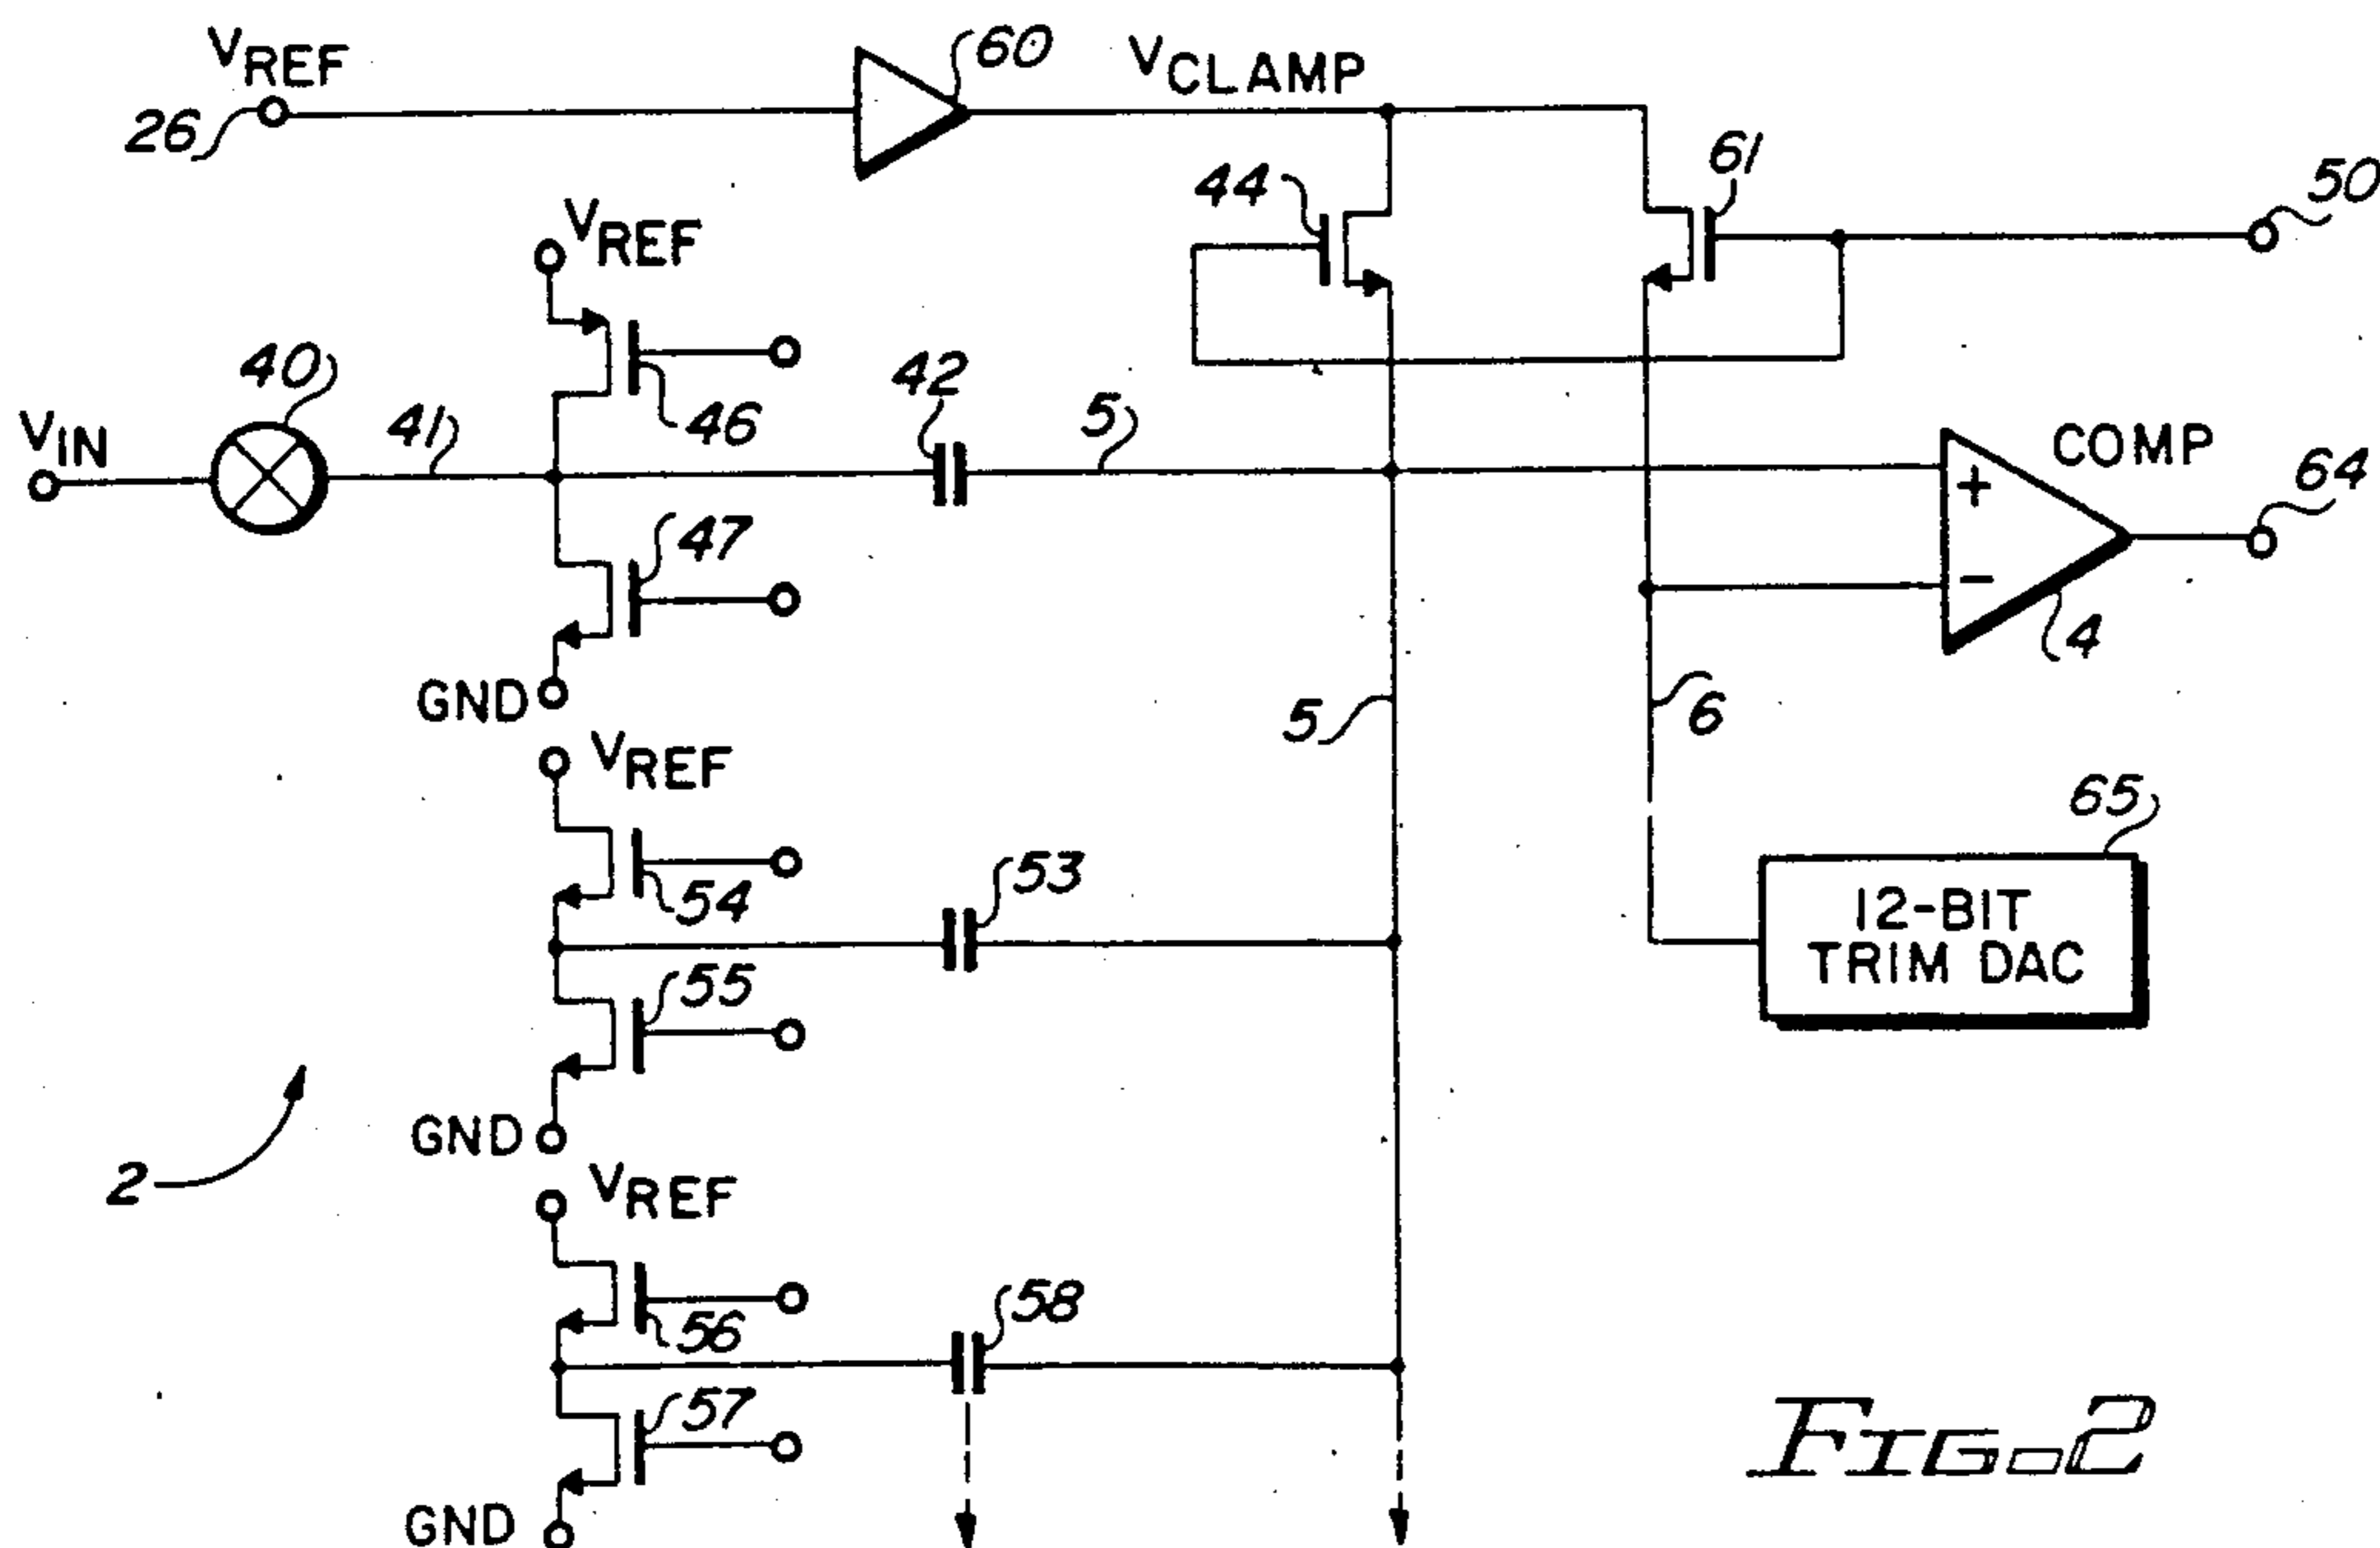 VREF
60
VCLAMP
26
44
61
50
VREF
40
42
VIN
41
46
5
COMP
64
+
47
−
4
GND
5
6
VREF
65
53
54
12-BIT
TRIM DAC
55
GND
2
VREF
58
56
57
FIG. 2
GND